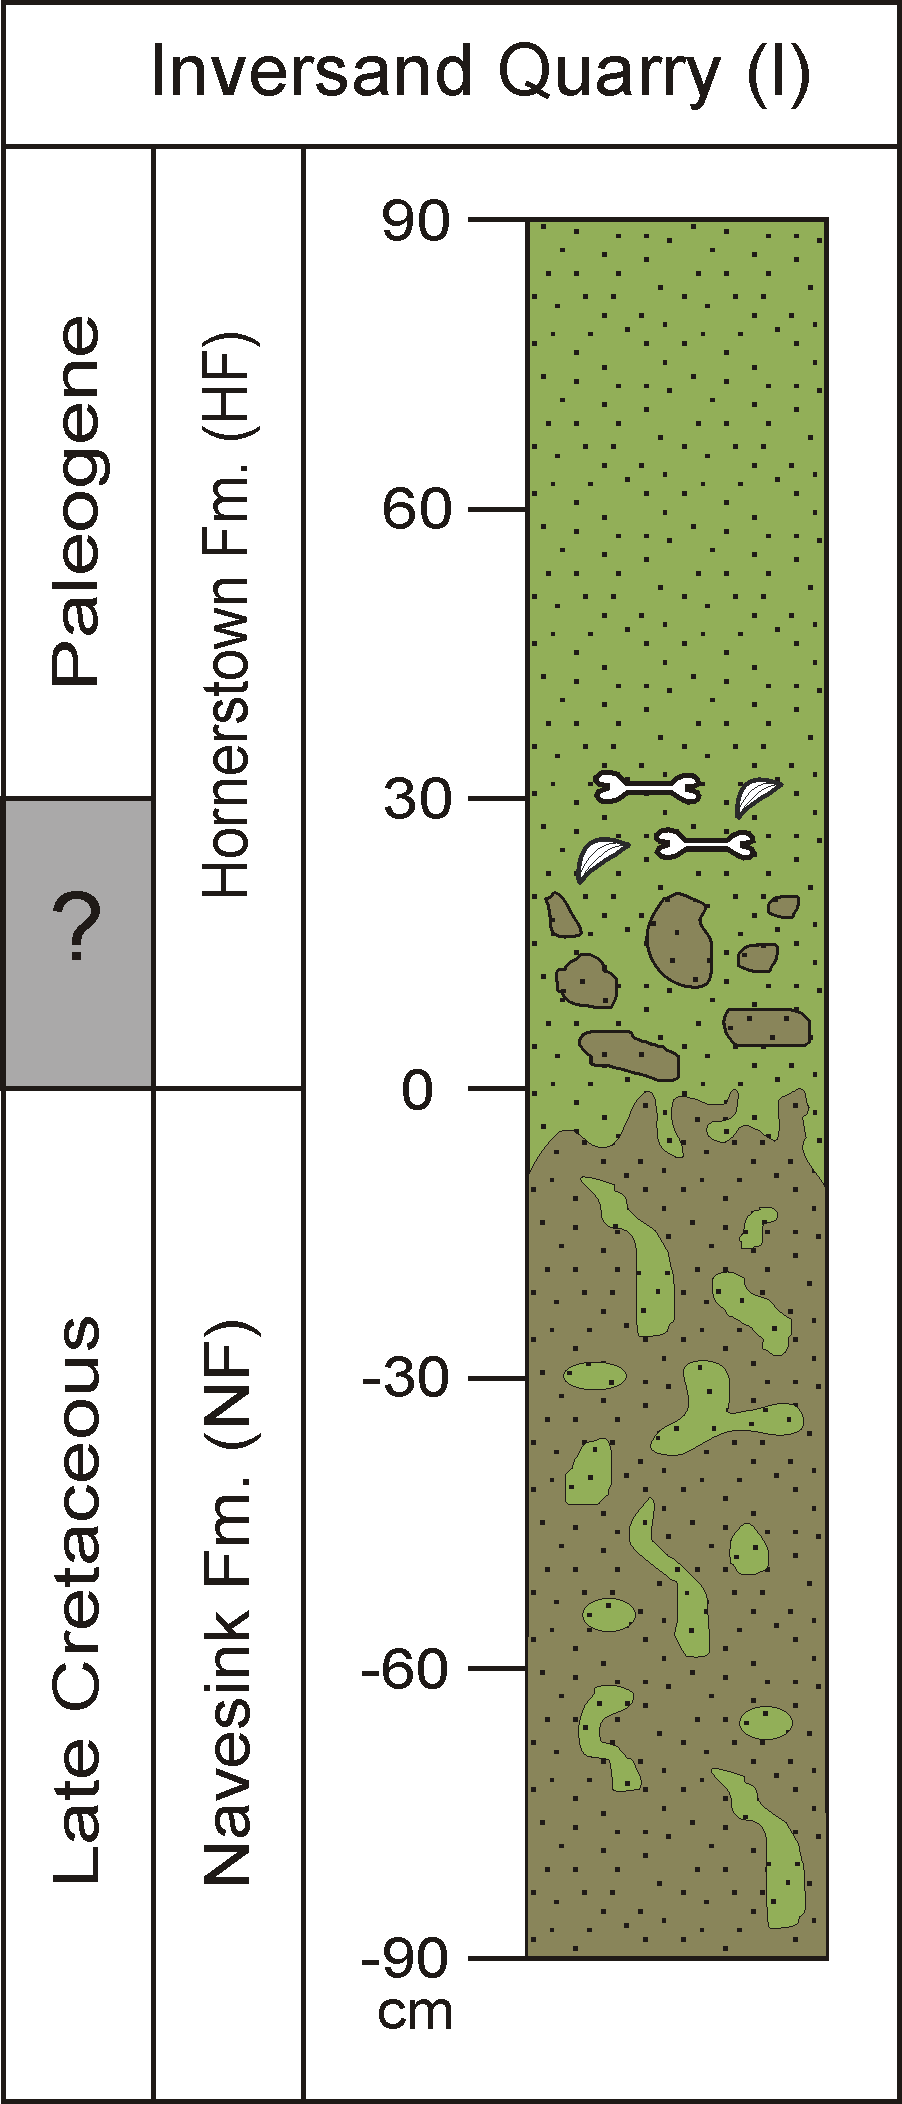 Inversand Quarry (I)
Paleogene
?
Late Cretaceous
Hornerstown Fm. (HF)
Navesink Fm. (NF)
90
60
30
0
-30
-60
-90
cm